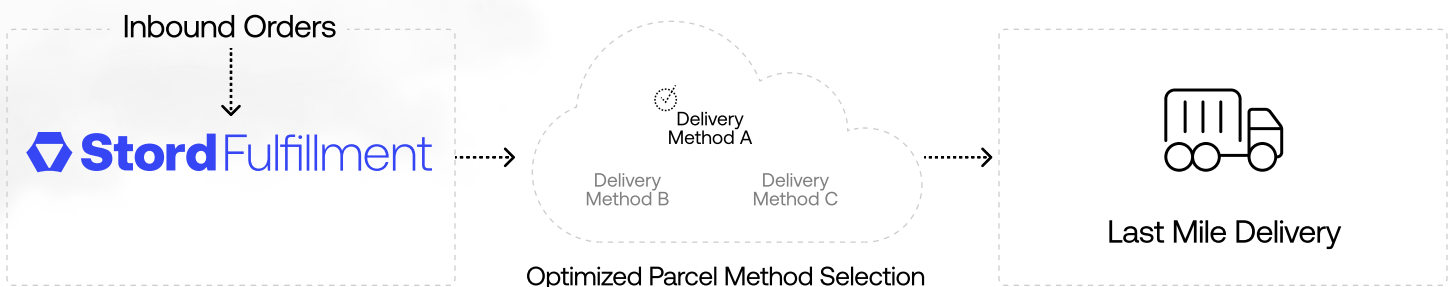 Inbound Orders
Stord Fulfillment
Delivery
Method A
Delivery
Method B
Delivery
Method C
Optimized Parcel Method Selection
Last Mile Delivery